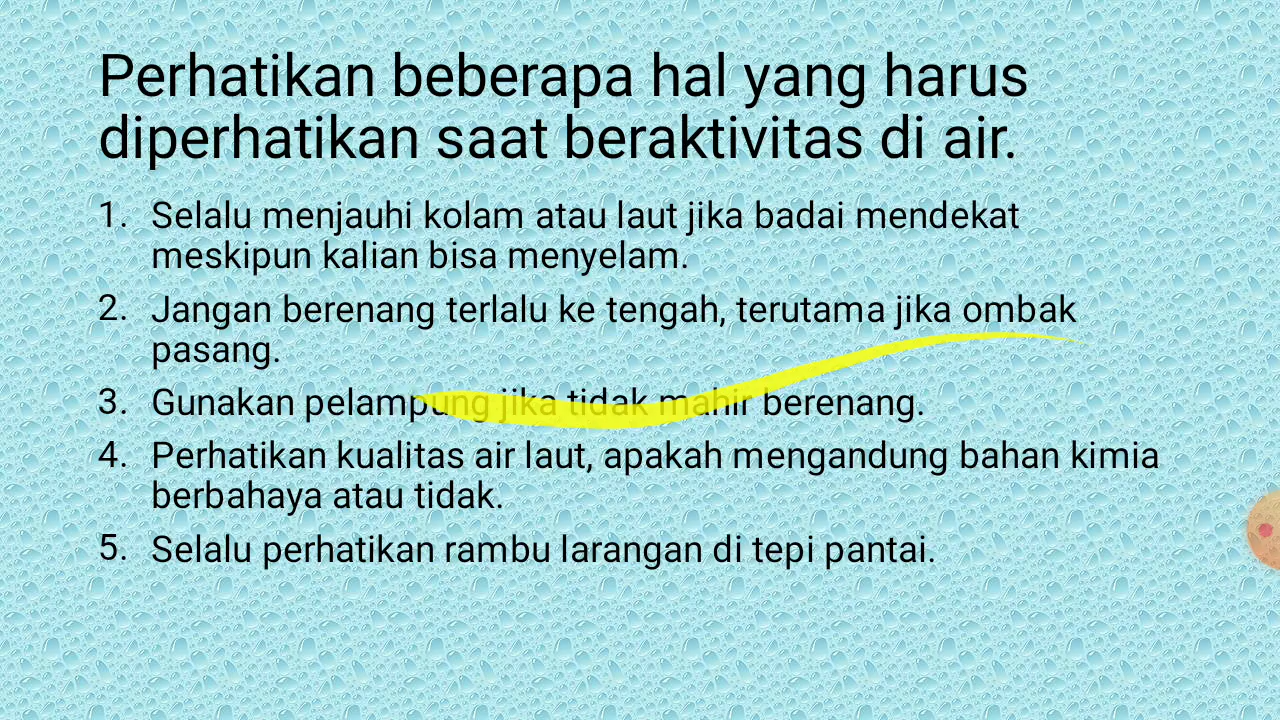 Perhatikan beberapa hal yang harus
diperhatikan saat beraktivitas di air.
1. Selalu menjauhi kolam atau laut jika badai mendekat
meskipun kalian bisa menyelam.
2. Jangan berenang terlalu ke tengah, terutama jika ombak
pasang.
3. Gunakan pelampung jika tidak mahir berenang.
4. Perhatikan kualitas air laut, apakah mengandung bahan kimia
berbahaya atau tidak.
5. Selalu perhatikan rambu larangan di tepi pantai.